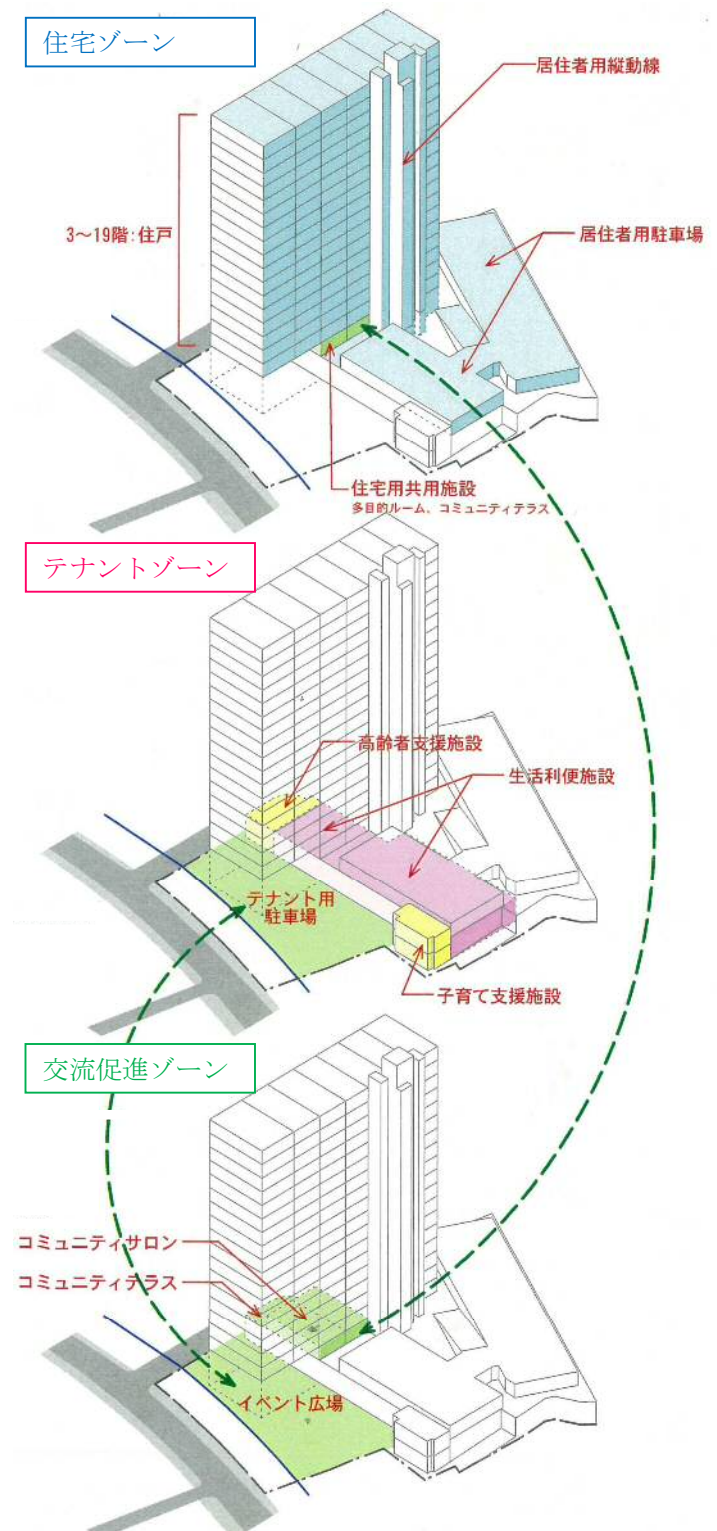 住宅ゾーン
居住者用縦動線
3～19階:住戸
居住者用駐車場
住宅用共用施設
多目的ルーム、コミュニティテラス
テナントゾーン
高齢者支援施設
生活利便施設
テナント用
駐車場
子育て支援施設
交流促進ゾーン
コミュニティサロン
コミュニティテラス
イベント広場